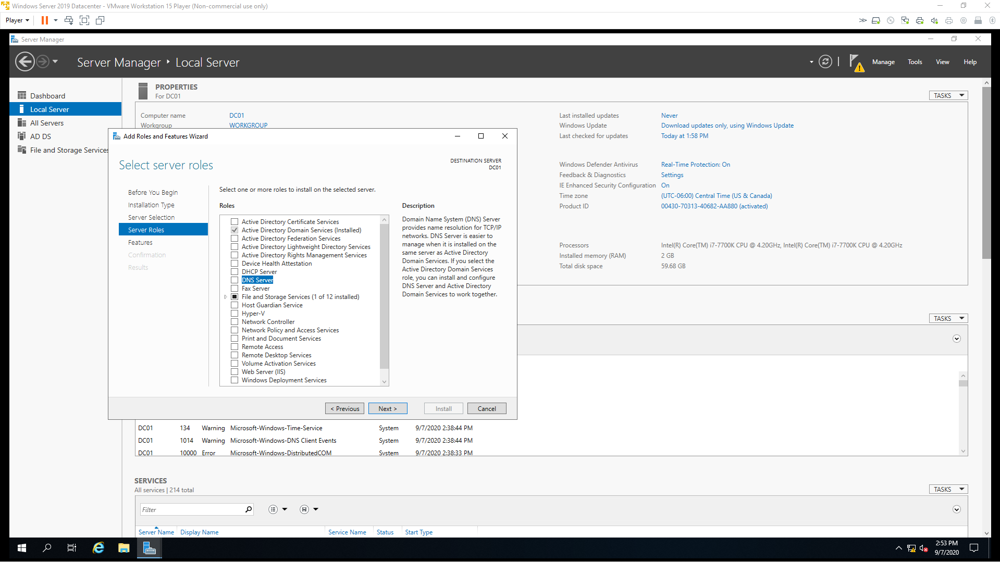 Windows Server 2019 Datacenter - VMware Workstation 15 Player (Non-commercial use only)
Player
Server Manager
Server Manager
Local Server
Manage
Tools
View
Help
Dashboard
Local Server
All Servers
AD DS
File and Storage Services
PROPERTIES
For DC01
TASKS
Computer name
DC01
Workgroup
WORKGROUP
Last installed updates
Never
Windows Update
Download updates only, using Windows Update
Last checked for updates
Today at 1:58 PM
Windows Defender Antivirus
Real-Time Protection: On
Feedback & Diagnostics
Settings
IE Enhanced Security Configuration
On
Time zone
(UTC-06:00) Central Time (US & Canada)
Product ID
00430-70313-40682-AA880 (activated)
Processors
Intel(R) Core(TM) i7-7700K CPU @ 4.20GHz, Intel(R) Core(TM) i7-7700K CPU @ 4.20GHz
Installed memory (RAM)
2 GB
Total disk space
59.68 GB
TASKS
Add Roles and Features Wizard
Select server roles
DESTINATION SERVER
DC01
Before You Begin
Installation Type
Server Selection
Server Roles
Features
Confirmation
Results
Select one or more roles to install on the selected server.
Roles
Active Directory Certificate Services
Active Directory Domain Services (Installed)
Active Directory Federation Services
Active Directory Lightweight Directory Services
Active Directory Rights Management Services
Device Health Attestation
DHCP Server
DNS Server
Fax Server
File and Storage Services (1 of 12 installed)
Host Guardian Service
Hyper-V
Network Controller
Network Policy and Access Services
Print and Document Services
Remote Access
Remote Desktop Services
Volume Activation Services
Web Server (IIS)
Windows Deployment Services
Description
Domain Name System (DNS) Server
provides name resolution for TCP/IP
networks. DNS Server is easier to
manage when it is installed on the
same server as Active Directory
Domain Services. If you select the
Active Directory Domain Services
role, you can install and configure
DNS Server and Active Directory
Domain Services to work together.
< Previous
Next >
Install
Cancel
DC01 134 Warning Microsoft-Windows-Time-Service System 9/7/2020 2:38:44 PM
DC01 1014 Warning Microsoft-Windows-DNS Client Events System 9/7/2020 2:38:44 PM
DC01 10000 Error Microsoft-Windows-DistributedCOM System 9/7/2020 2:38:33 PM
SERVICES
All services | 214 total
TASKS
Filter
Server Name Display Name Service Name Status Start Type
2:53 PM
9/7/2020